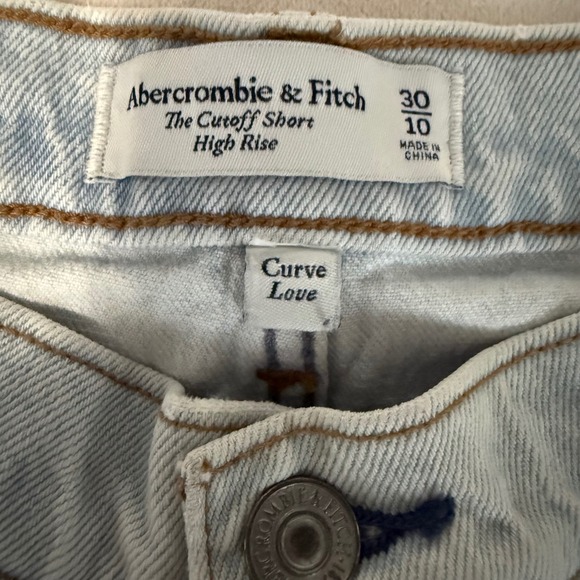 Abercrombie & Fitch
The Cutoff Short
High Rise
30
10
MADE IN
CHINA
Curve
Love